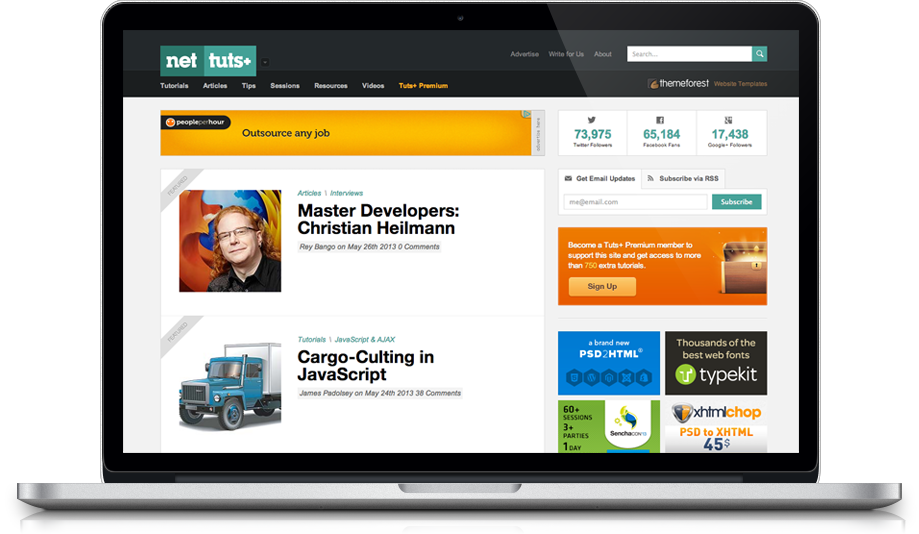 Advertise Write for Us About Search...
net tuts+
Tutorials Articles Tips Sessions Resources Videos Tuts+ Premium
themeforest Website Templates
peopleperhour
Outsource any job
advertise here
73,975 65,184 17,438
Twitter Followers Facebook Fans Google+ Followers
Get Email Updates Subscribe via RSS
me@email.com Subscribe
FEATURED
Articles \ Interviews
Master Developers:
Christian Heilmann
Rey Bango on May 26th 2013 0 Comments
Become a Tuts+ Premium member to
support this site and get access to more
than 750 extra tutorials.
Sign Up
FEATURED
Tutorials \ JavaScript & AJAX
Cargo-Culting in
JavaScript
James Padolsey on May 24th 2013 38 Comments
a brand new
PSD2HTML®
Thousands of the
best web fonts
typekit
60+
SESSIONS
3+
PARTIES
1 DAY
Senchacon
xhtmlchop
PSD to XHTML
45$